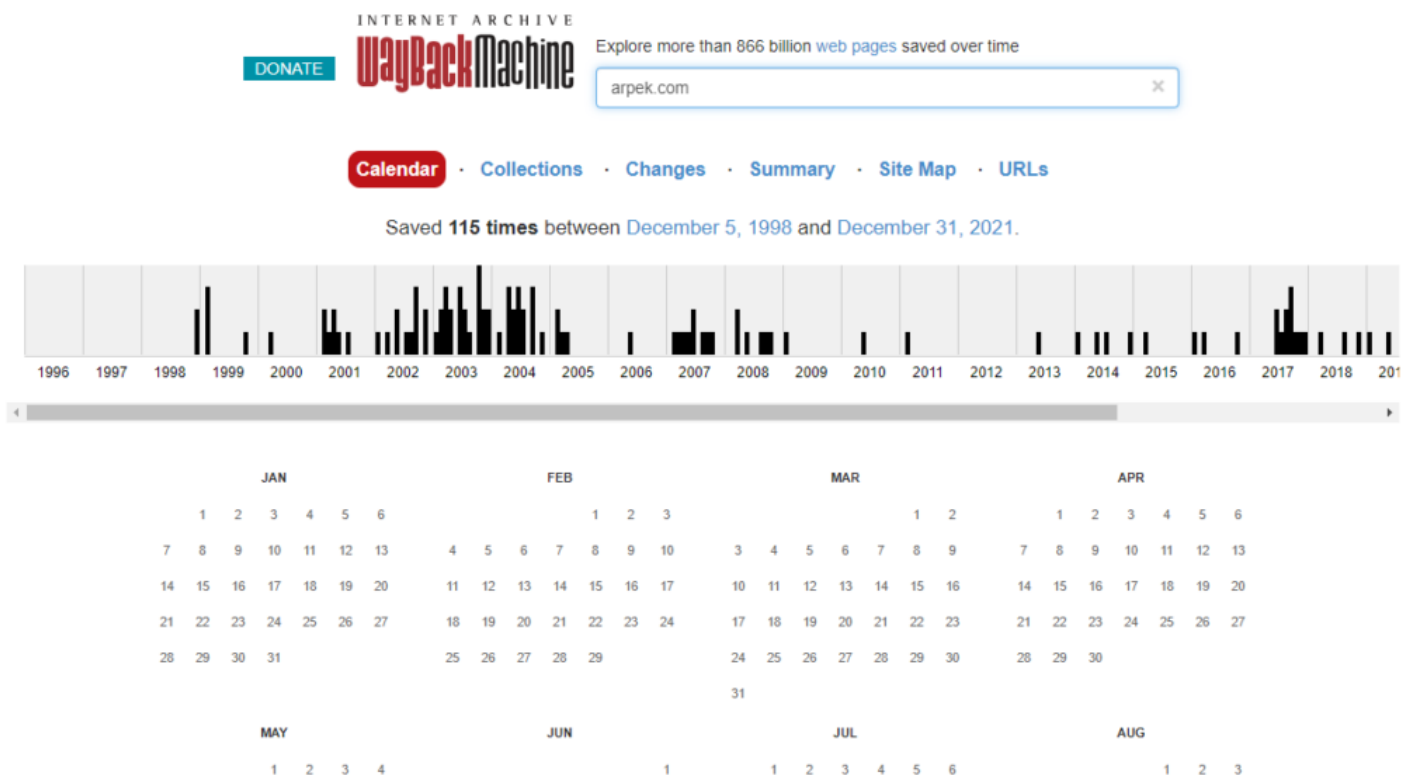 INTERNET ARCHIVE
WayBackMachine
DONATE
Explore more than 866 billion web pages saved over time
arpek.com ×
Calendar · Collections · Changes · Summary · Site Map · URLs
Saved 115 times between December 5, 1998 and December 31, 2021.
1996 1997 1998 1999 2000 2001 2002 2003 2004 2005 2006 2007 2008 2009 2010 2011 2012 2013 2014 2015 2016 2017 2018 201
JAN FEB MAR APR
1 2 3 4 5 6 1 2 3 1 2 1 2 3 4 5 6
7 8 9 10 11 12 13 4 5 6 7 8 9 10 3 4 5 6 7 8 9 7 8 9 10 11 12 13
14 15 16 17 18 19 20 11 12 13 14 15 16 17 10 11 12 13 14 15 16 14 15 16 17 18 19 20
21 22 23 24 25 26 27 18 19 20 21 22 23 24 17 18 19 20 21 22 23 21 22 23 24 25 26 27
28 29 30 31 25 26 27 28 29 24 25 26 27 28 29 30 28 29 30
31
MAY JUN JUL AUG
1 2 3 4 1 1 2 3 4 5 6 1 2 3